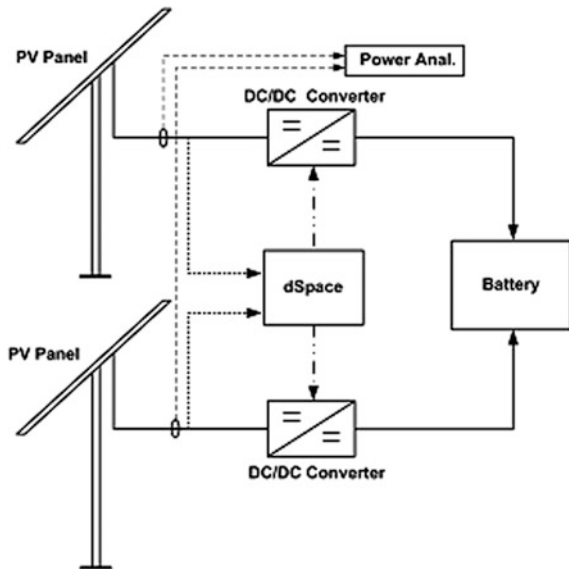 PV Panel
Power Anal.
DC/DC Converter
dSpace
Battery
PV Panel
DC/DC Converter